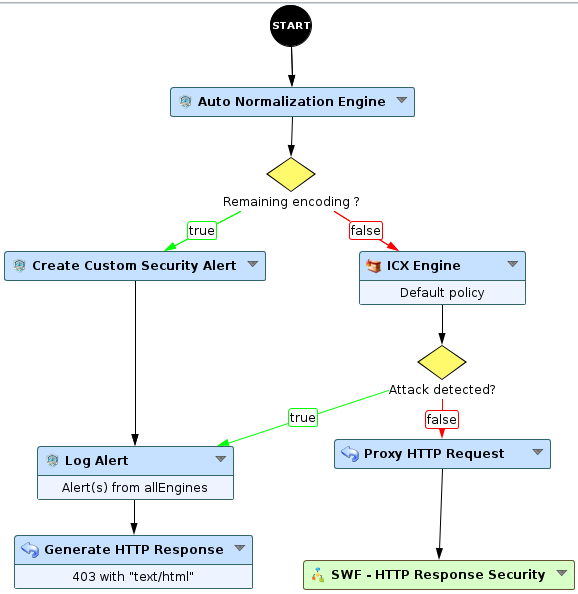 START
Auto Normalization Engine
Remaining encoding ?
true
false
Create Custom Security Alert
ICX Engine
Default policy
Attack detected?
true
false
Log Alert
Alert(s) from allEngines
Proxy HTTP Request
Generate HTTP Response
403 with "text/html"
SWF - HTTP Response Security